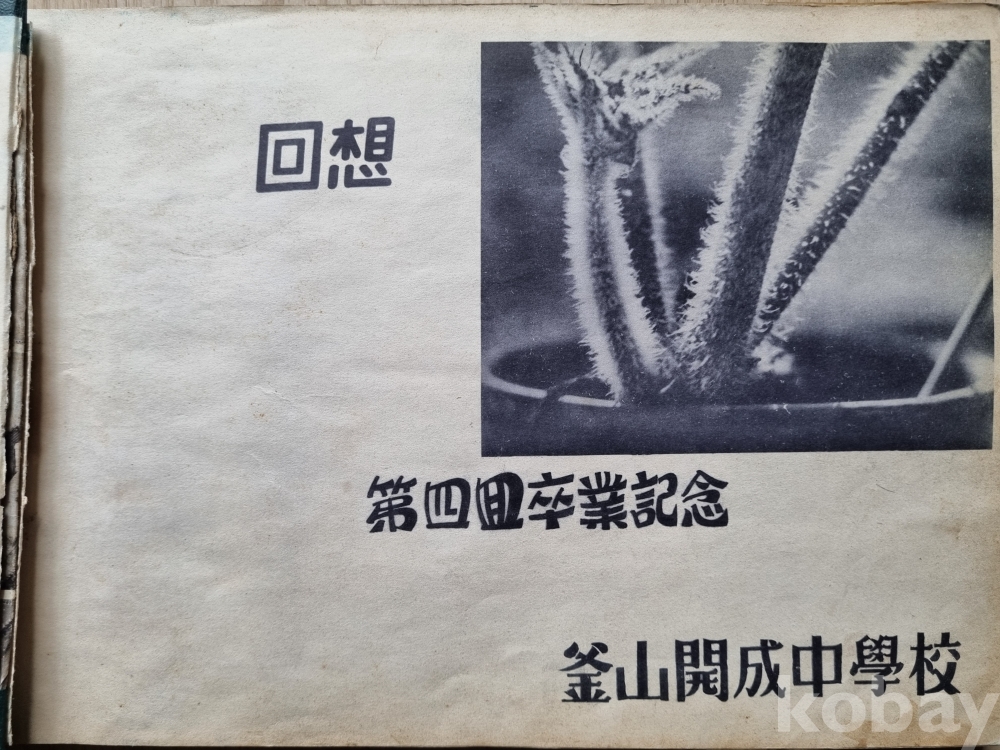 回想
第四回卒業記念
釜山開成中學校
kobay